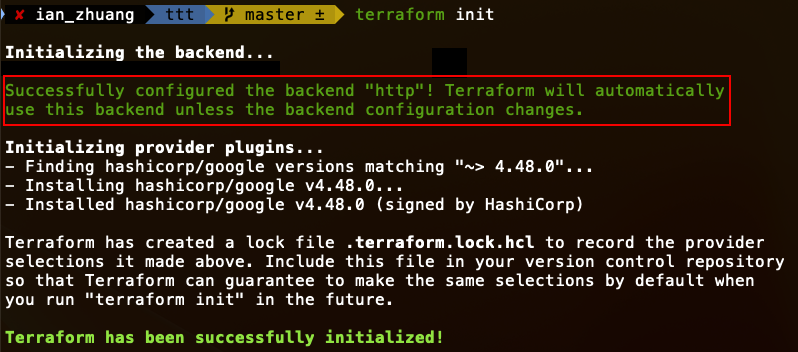 ✘ ian_zhuang ttt master ± terraform init
Initializing the backend...
Successfully configured the backend "http"! Terraform will automatically
use this backend unless the backend configuration changes.
Initializing provider plugins...
- Finding hashicorp/google versions matching "~> 4.48.0"...
- Installing hashicorp/google v4.48.0...
- Installed hashicorp/google v4.48.0 (signed by HashiCorp)
Terraform has created a lock file .terraform.lock.hcl to record the provider
selections it made above. Include this file in your version control repository
so that Terraform can guarantee to make the same selections by default when
you run "terraform init" in the future.
Terraform has been successfully initialized!